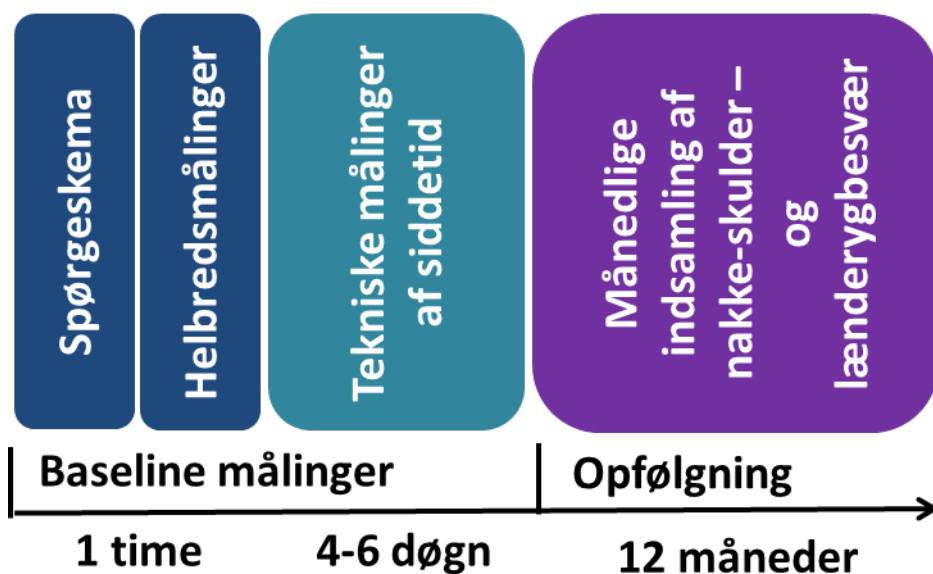 Spørgeskema
Helbredsmålinger
Tekniske målinger
af siddetid
Månedlige
indsamling af
nakke-skulder –
og
lænderygbesvær
Baseline målinger
Opfølgning
1 time
4-6 døgn
12 måneder